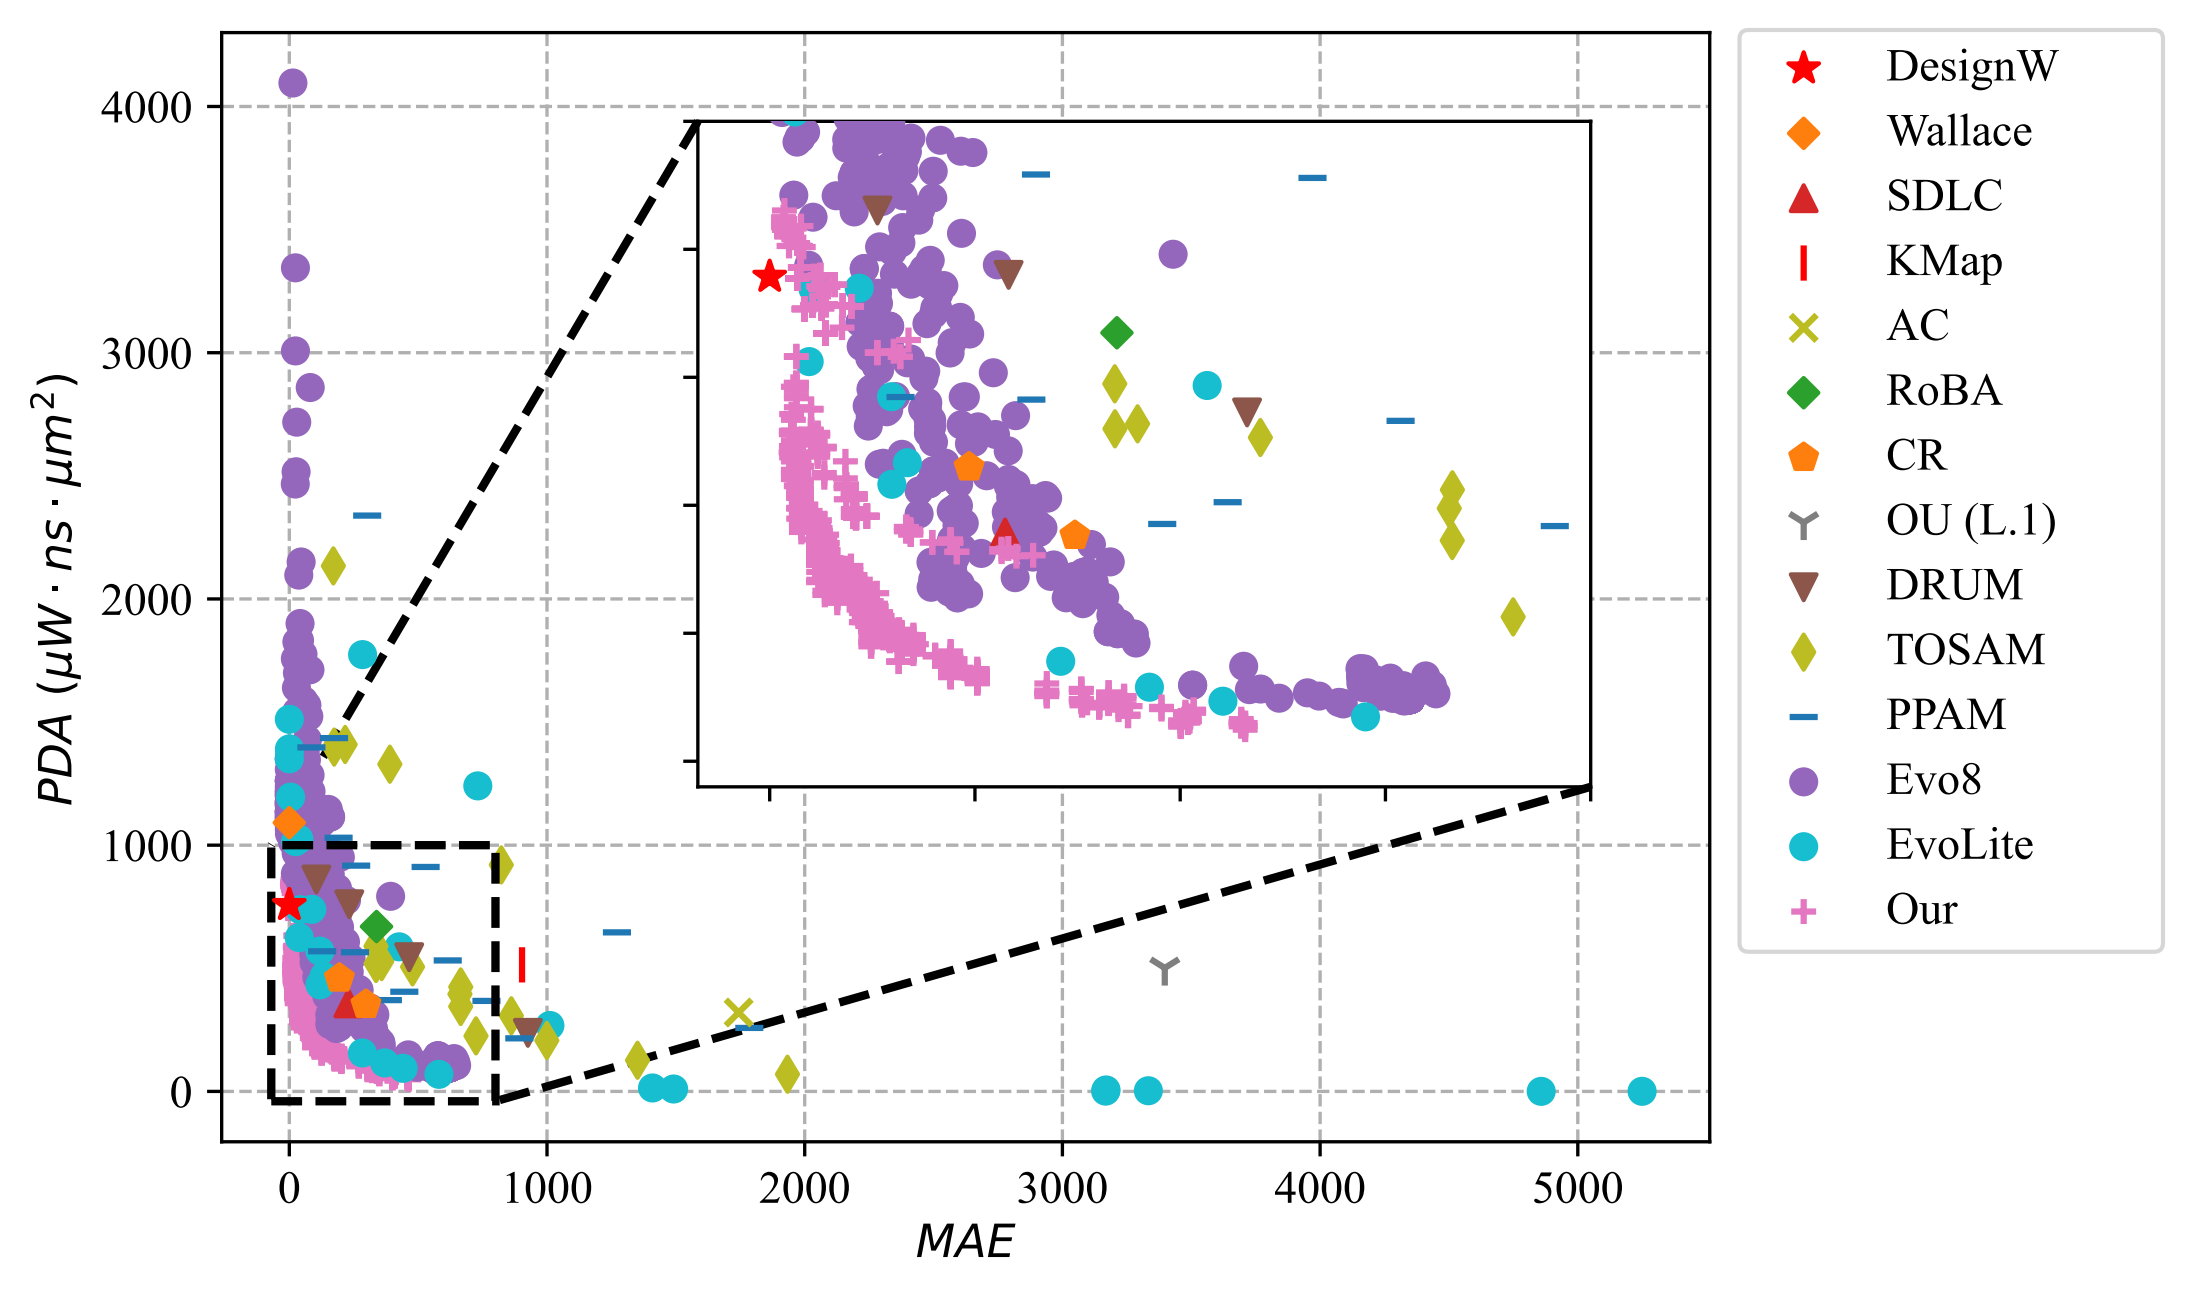 4000
3000
2000
1000
0
PDA (μW · ns · μm²)
0 1000 2000 3000 4000 5000
MAE
DesignW
Wallace
SDLC
KMap
AC
RoBA
CR
OU (L.1)
DRUM
TOSAM
PPAM
Evo8
EvoLite
Our